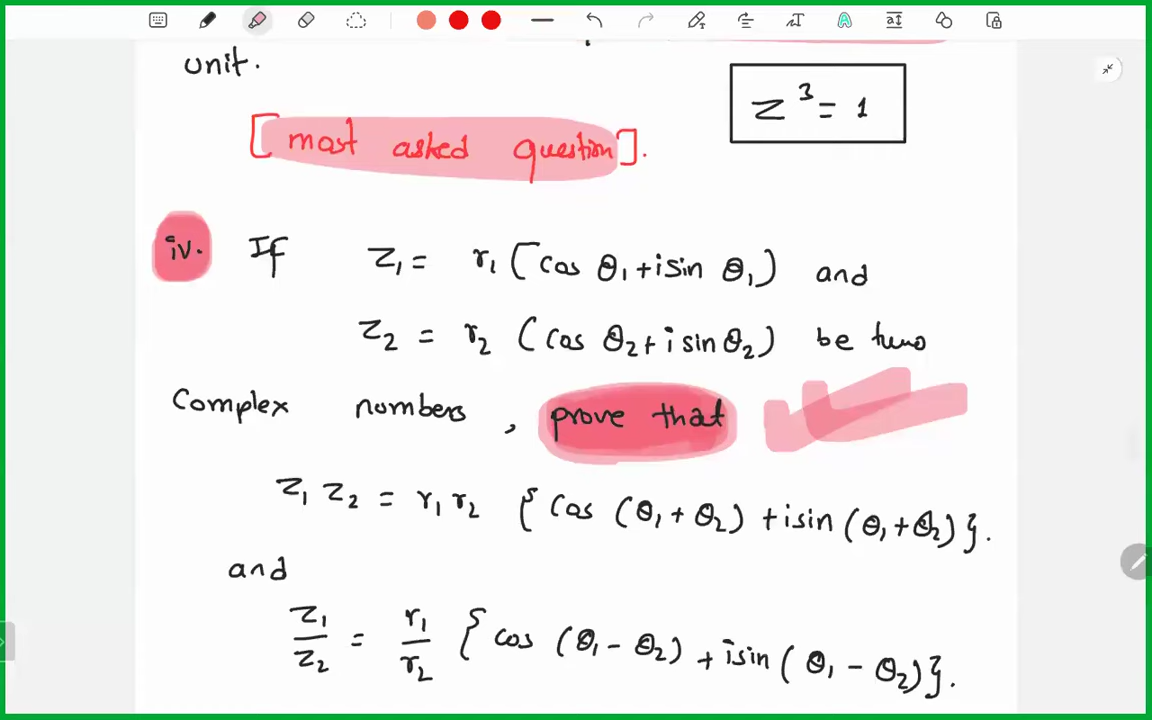 unit.
z³ = 1
[most asked question].
iv. If z₁ = r₁ (cos θ₁ + i sin θ₁) and
z₂ = r₂ (cos θ₂ + i sin θ₂) be two
Complex numbers, prove that
z₁ z₂ = r₁ r₂ {cos (θ₁ + θ₂) + i sin (θ₁ + θ₂)}.
and
z₁/z₂ = r₁/r₂ {cos (θ₁ - θ₂) + i sin (θ₁ - θ₂)}.